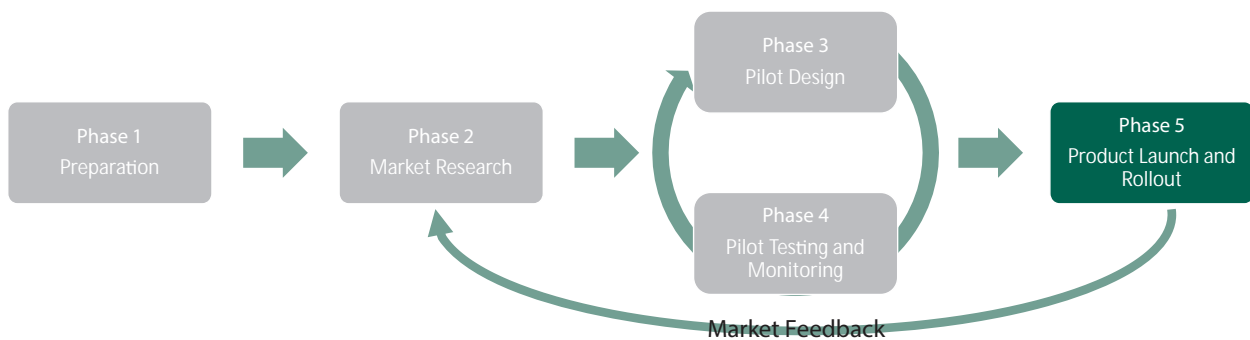 Phase 1
Preparation
Phase 2
Market Research
Phase 3
Pilot Design
Phase 4
Pilot Testing and
Monitoring
Phase 5
Product Launch and
Rollout
Market Feedback